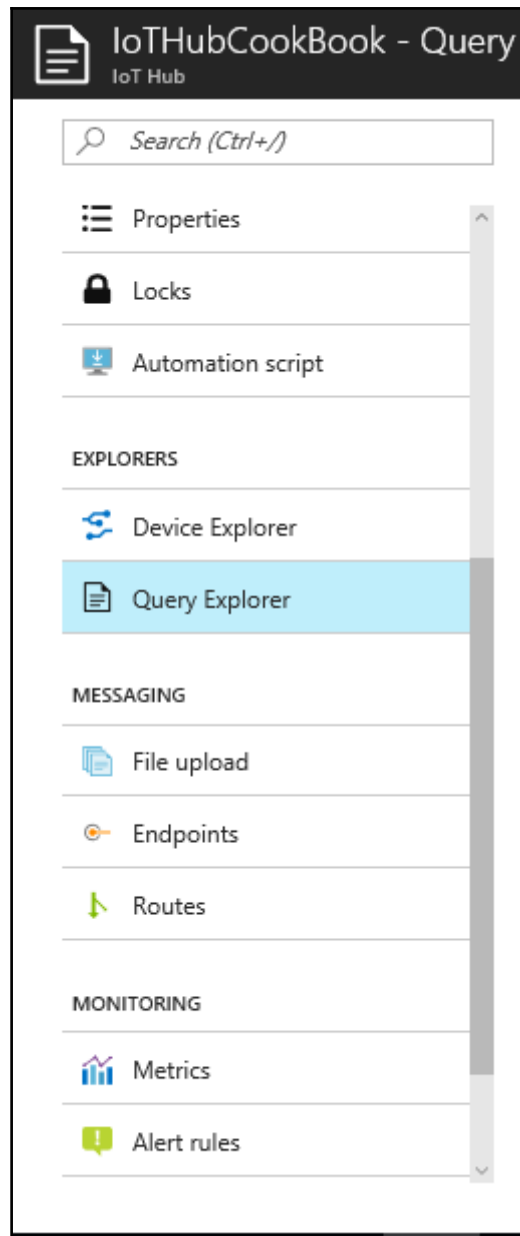 IoTHubCookBook - Query
IoT Hub
Search (Ctrl+/)
Properties
Locks
Automation script
EXPLORERS
Device Explorer
Query Explorer
MESSAGING
File upload
Endpoints
Routes
MONITORING
Metrics
Alert rules